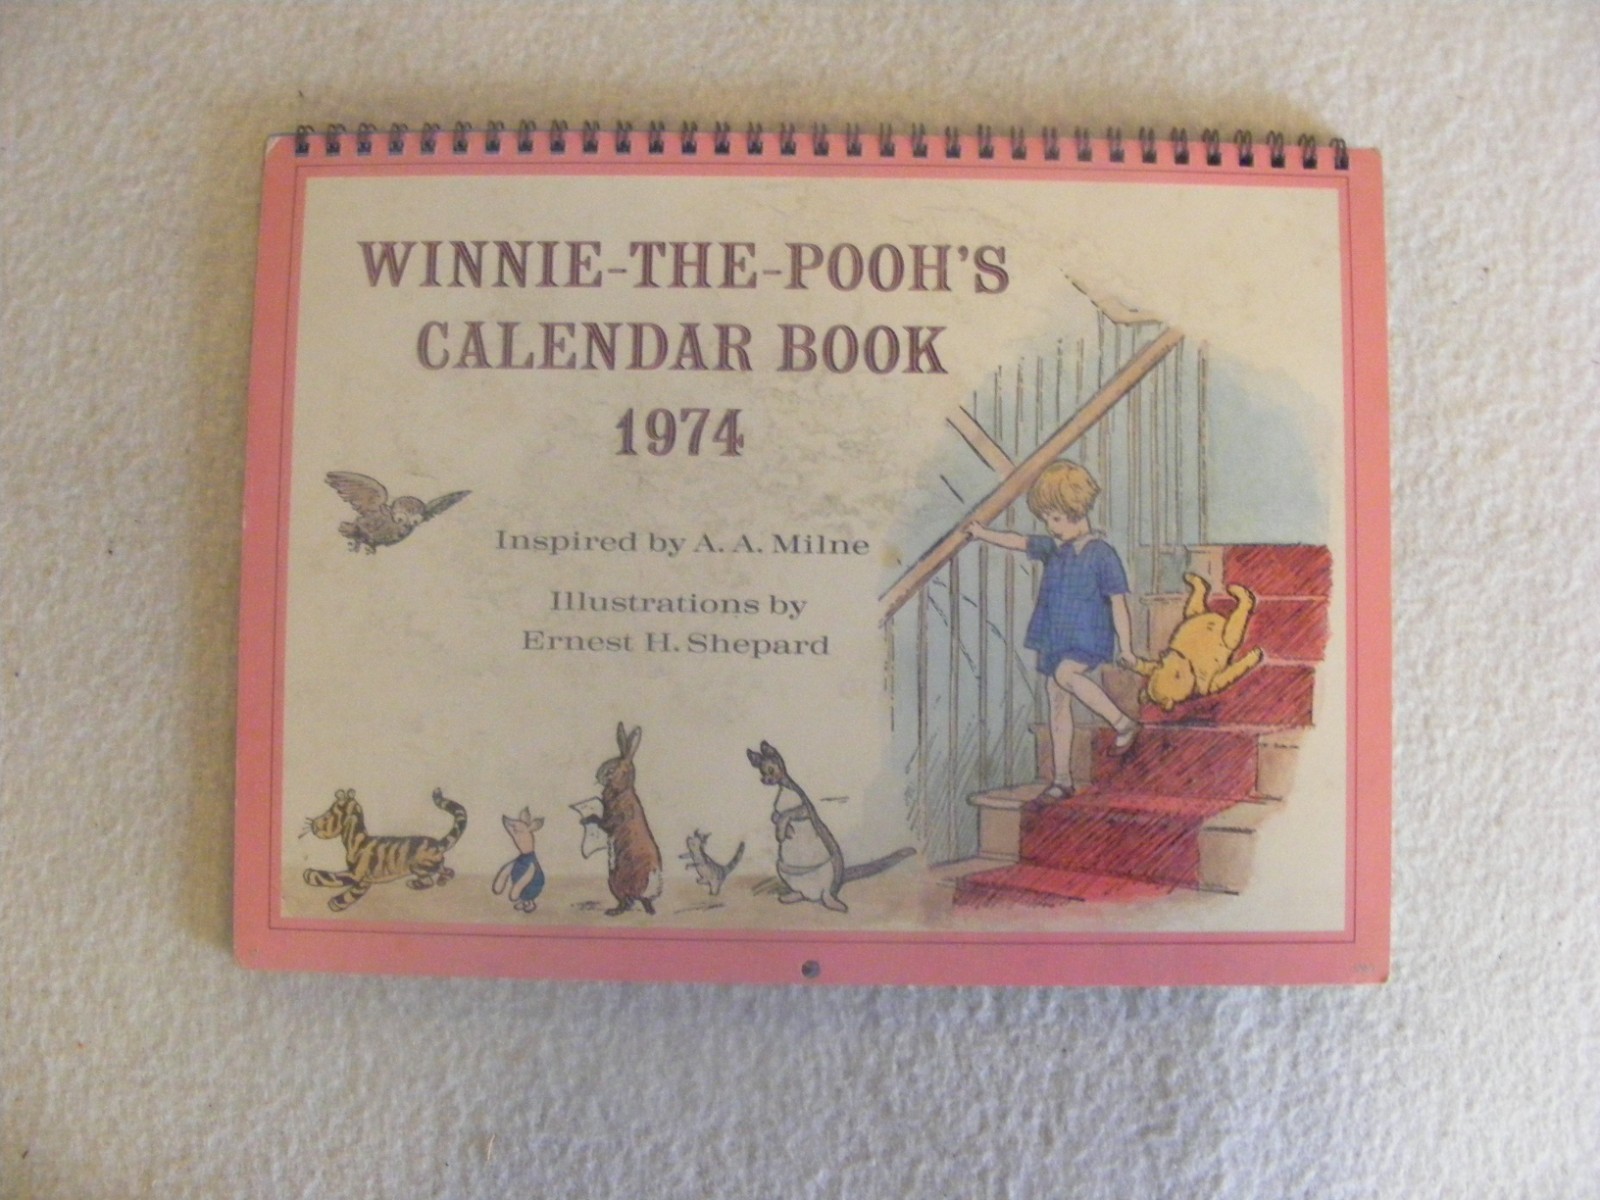 WINNIE-THE-POOH'S
CALENDAR BOOK
1974
Inspired by A. A. Milne
Illustrations by
Ernest H. Shepard